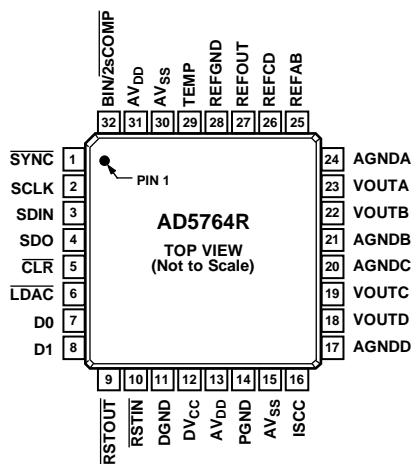 BIN/2sCOMP
AVDD
AVSS
TEMP
REFGND
REFOUT
REFCD
REFAB
32 31 30 29 28 27 26 25
SYNC 1
SCLK 2
SDIN 3
SDO 4
CLR 5
LDAC 6
D0 7
D1 8
PIN 1
AD5764R
TOP VIEW
(Not to Scale)
24 AGNDA
23 VOUTA
22 VOUTB
21 AGNDB
20 AGNDC
19 VOUTC
18 VOUTD
17 AGNDD
9 10 11 12 13 14 15 16
RSTOUT
RSTIN
DGND
DVCC
AVDD
PGND
AVSS
ISCC